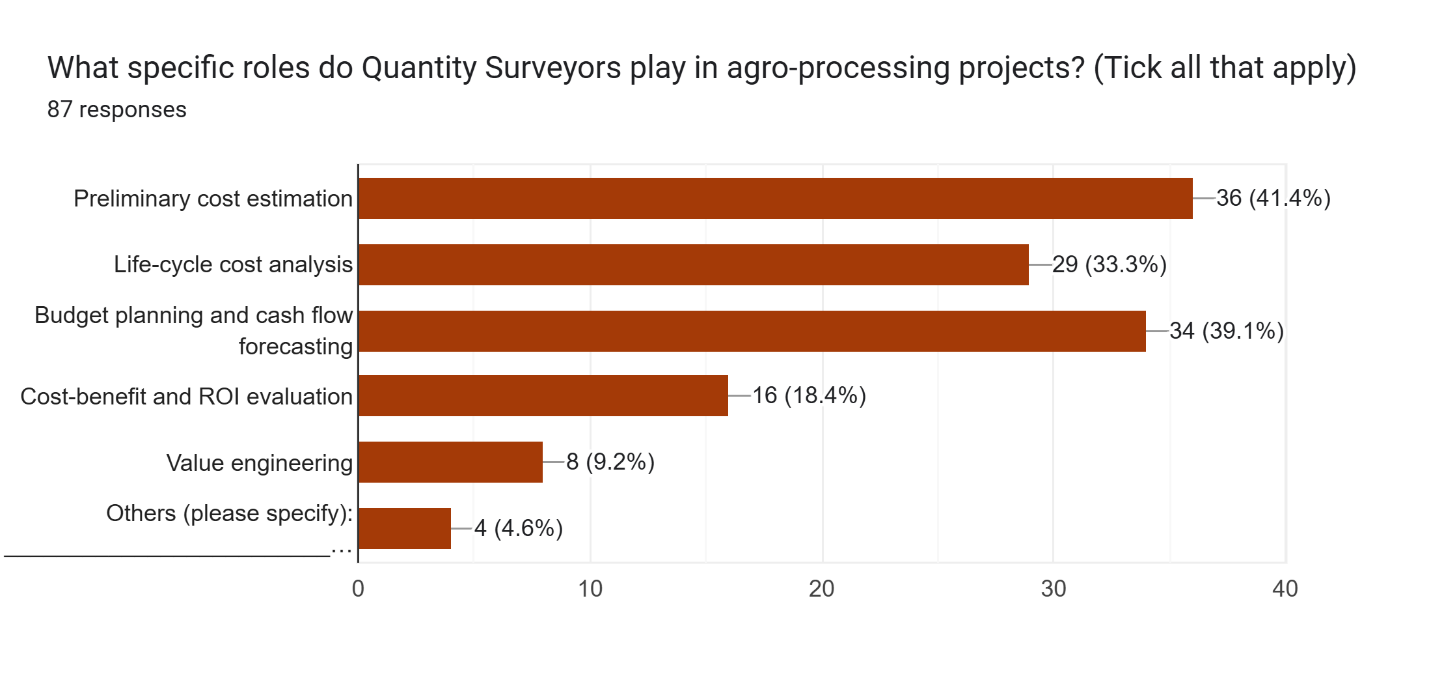 What specific roles do Quantity Surveyors play in agro-processing projects? (Tick all that apply)
87 responses
Preliminary cost estimation
36 (41.4%)
Life-cycle cost analysis
29 (33.3%)
Budget planning and cash flow
forecasting
34 (39.1%)
Cost-benefit and ROI evaluation
16 (18.4%)
Value engineering
8 (9.2%)
Others (please specify):
…
4 (4.6%)
0 10 20 30 40